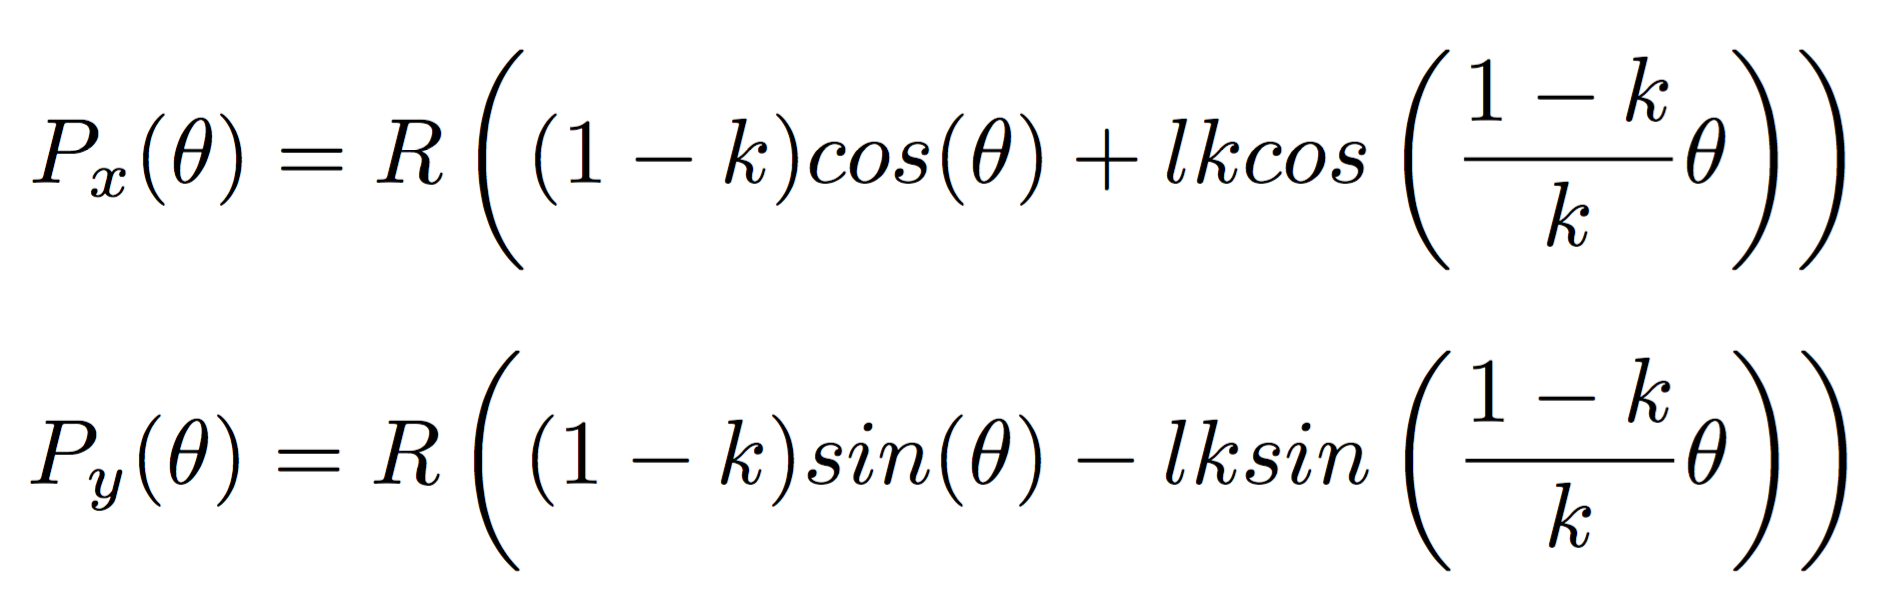 P_x(θ) = R((1 − k)cos(θ) + lkcos((1 − k)/k θ))
P_y(θ) = R((1 − k)sin(θ) − lksin((1 − k)/k θ))